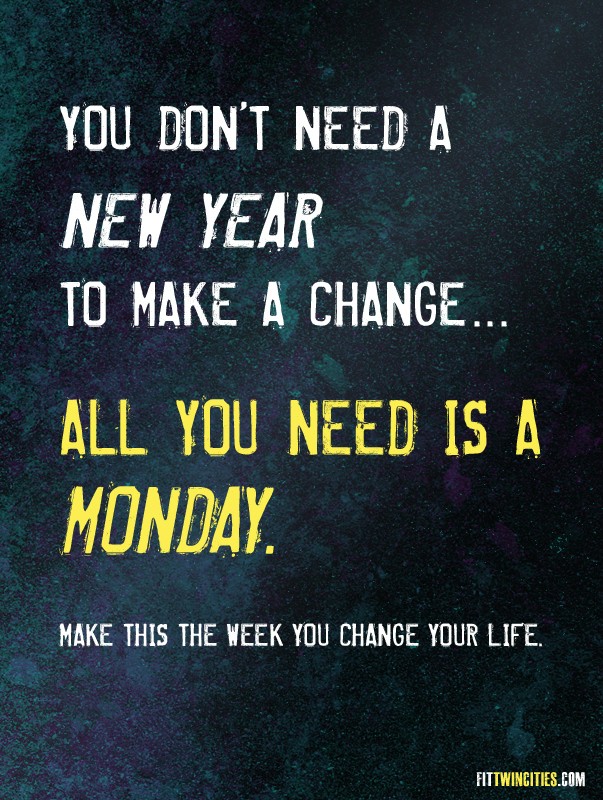 YOU DON'T NEED A
NEW YEAR
TO MAKE A CHANGE...
ALL YOU NEED IS A
MONDAY.
MAKE THIS THE WEEK YOU CHANGE YOUR LIFE.
FITTWINCITIES.COM